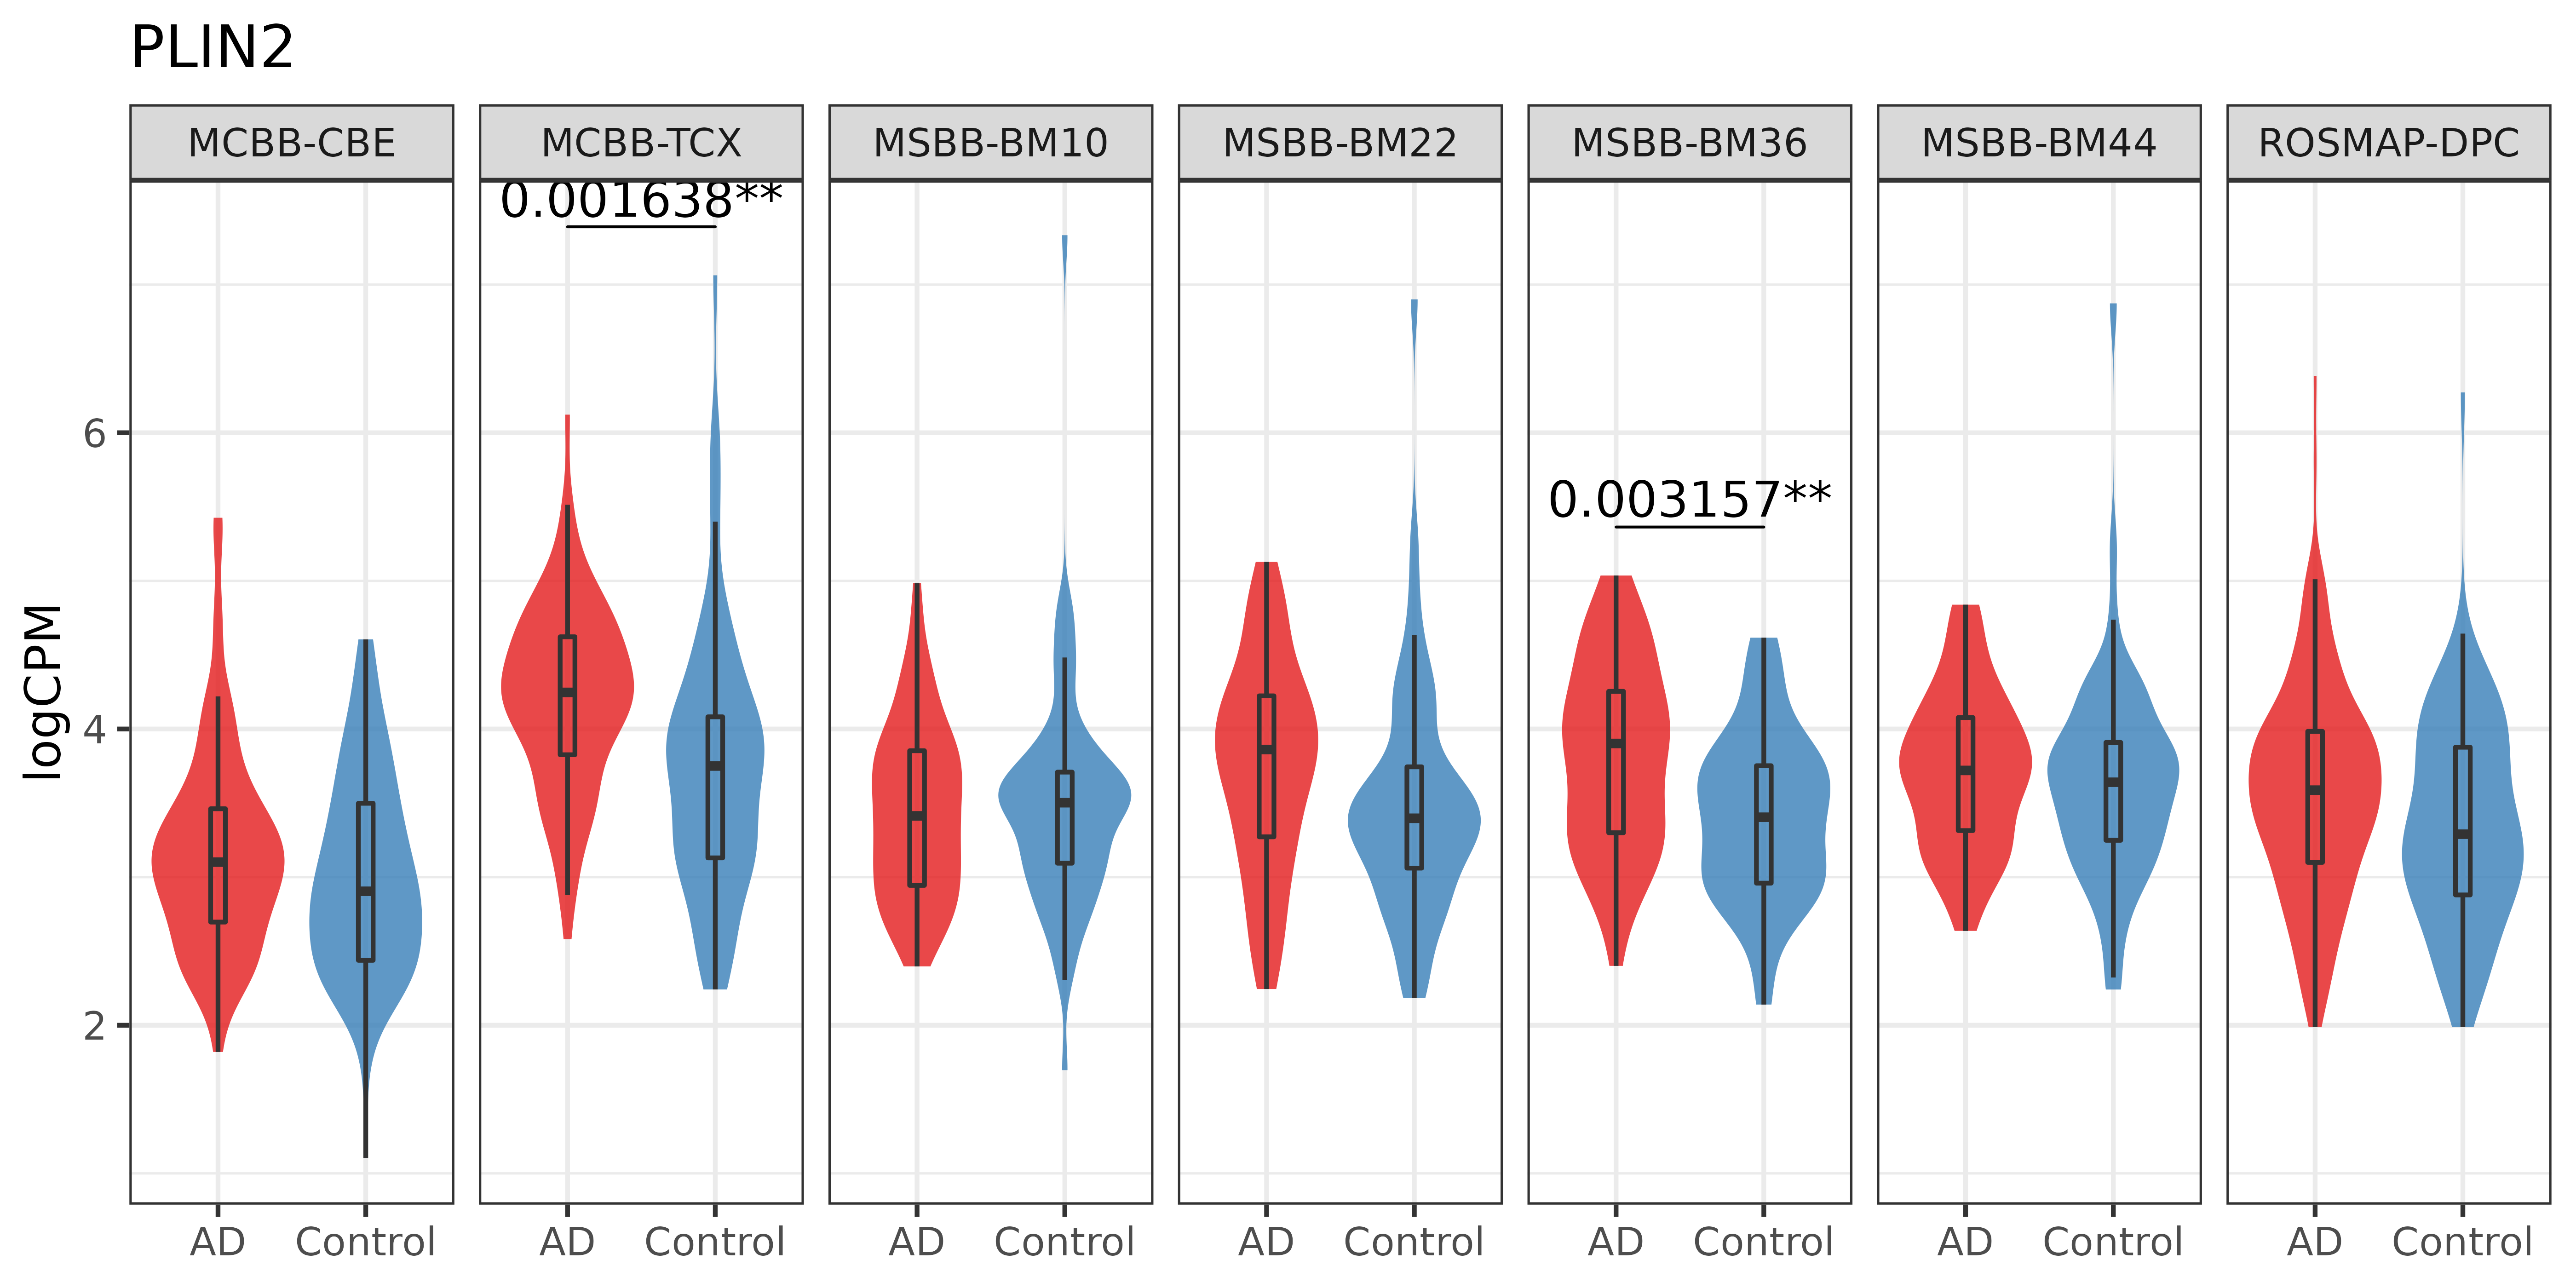 PLIN2
MCBB-CBE MCBB-TCX MSBB-BM10 MSBB-BM22 MSBB-BM36 MSBB-BM44 ROSMAP-DPC
0.001638**
6
0.003157**
logCPM
4
2
AD Control AD Control AD Control AD Control AD Control AD Control AD Control